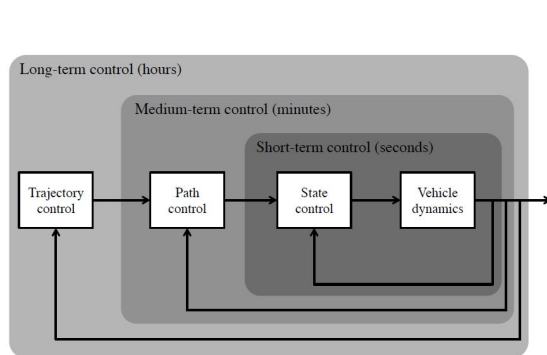 Long-term control (hours)
Medium-term control (minutes)
Short-term control (seconds)
Trajectory
control
Path
control
State
control
Vehicle
dynamics